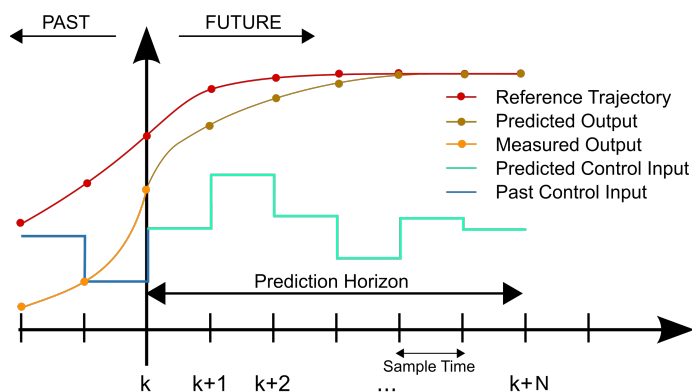 PAST
FUTURE
Reference Trajectory
Predicted Output
Measured Output
Predicted Control Input
Past Control Input
Prediction Horizon
Sample Time
k
k+1
k+2
...
k+N